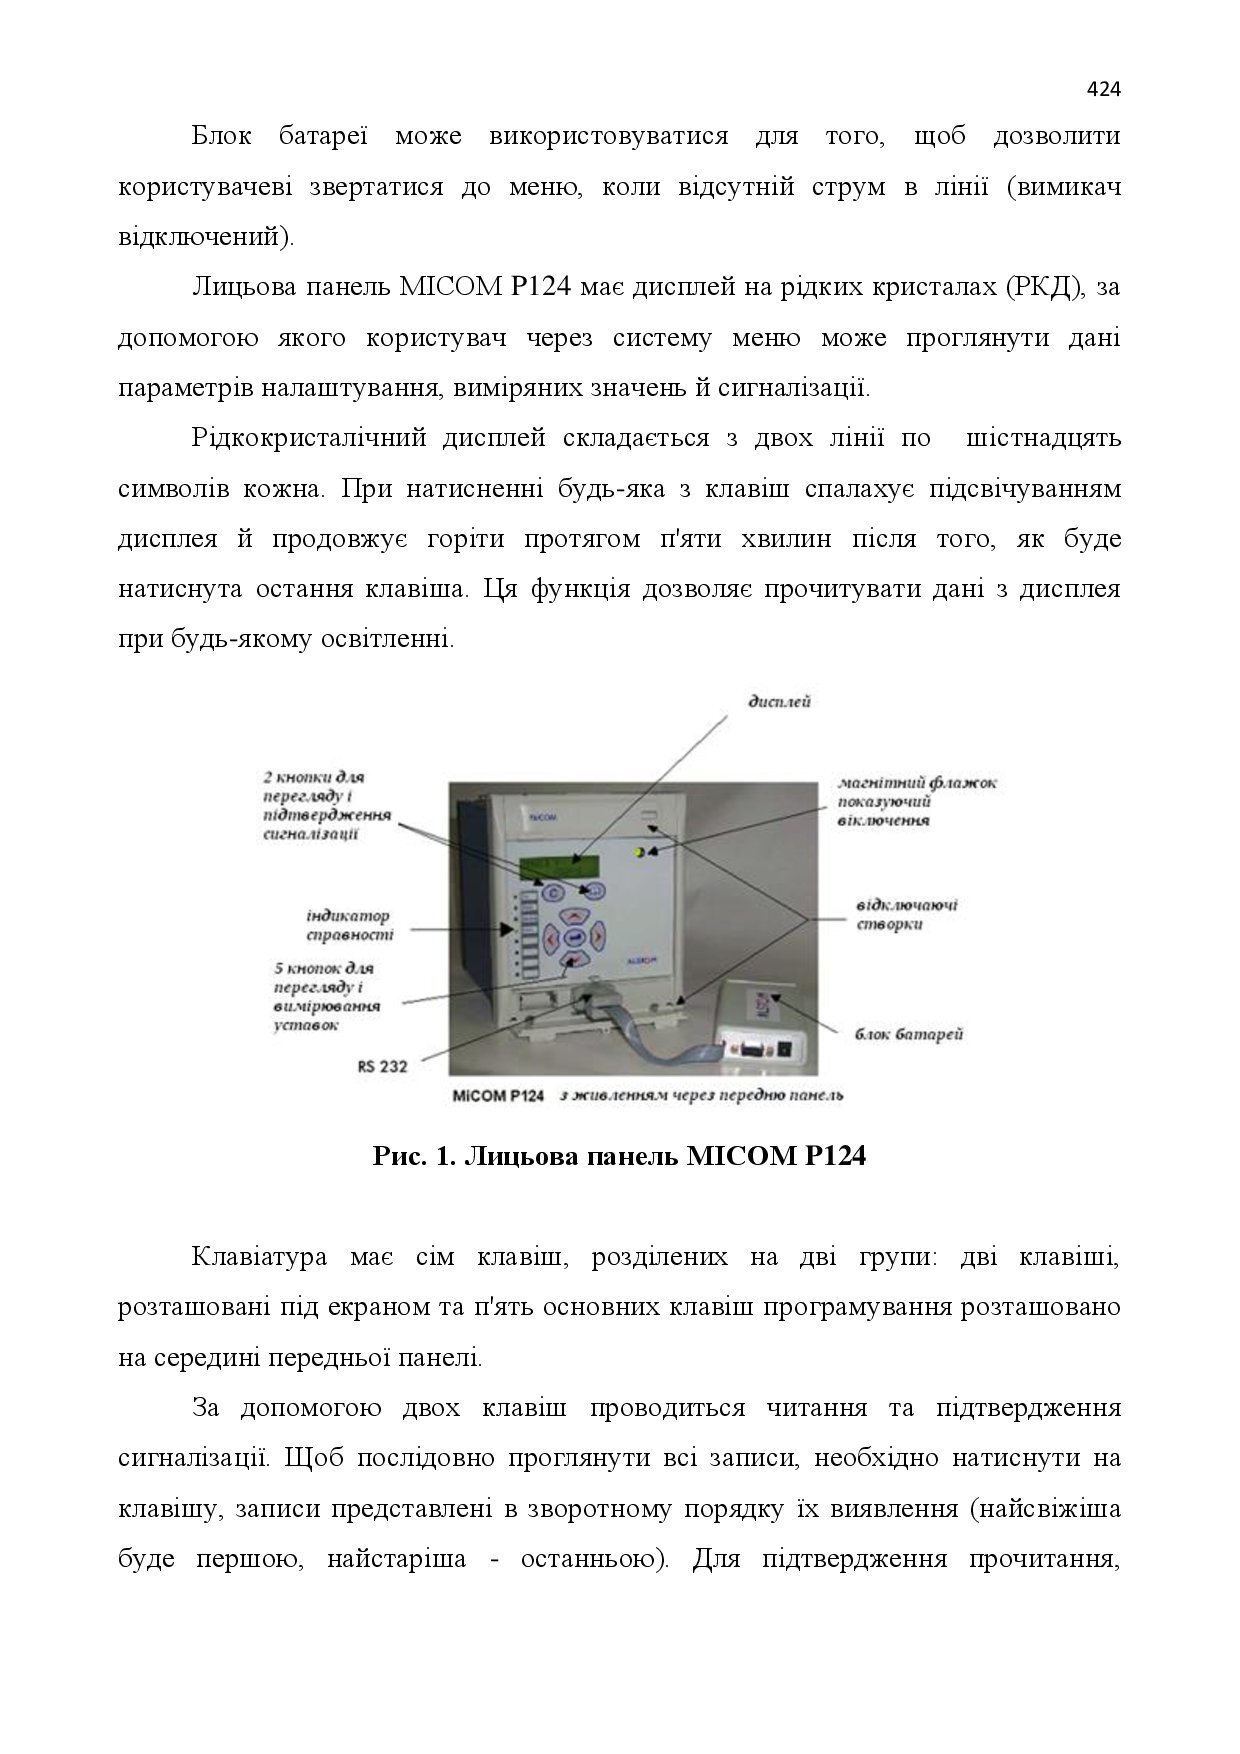 424
Блок батареї може використовуватися для того, щоб дозволити
користувачеві звертатися до меню, коли відсутній струм в лінії (вимикач
відключений).
Лицьова панель MICOM P124 має дисплей на рідких кристалах (РКД), за
допомогою якого користувач через систему меню може проглянути дані
параметрів налаштування, виміряних значень й сигналізації.
Рідкокристалічний дисплей складається з двох лінії по шістнадцять
символів кожна. При натисненні будь-яка з клавіш спалахує підсвічуванням
дисплея й продовжує горіти протягом п'яти хвилин після того, як буде
натиснута остання клавіша. Ця функція дозволяє прочитувати дані з дисплея
при будь-якому освітленні.
дисплей
2 кнопки для
перегляду і
підтвердження
сигналізації
магнітний флажок
показуючий
віключення
MiCOM
C
індикатор
справності
відключаючі
створки
ALSTOM
5 кнопок для
перегляду і
вимірювання
уставок
блок батарей
RS 232
MiCOM P124 з живленням через передню панель
Рис. 1. Лицьова панель MICOM P124
Клавіатура має сім клавіш, розділених на дві групи: дві клавіші,
розташовані під екраном та п'ять основних клавіш програмування розташовано
на середині передньої панелі.
За допомогою двох клавіш проводиться читання та підтвердження
сигналізації. Щоб послідовно проглянути всі записи, необхідно натиснути на
клавішу, записи представлені в зворотному порядку їх виявлення (найсвіжіша
буде першою, найстаріша - останньою). Для підтвердження прочитання,